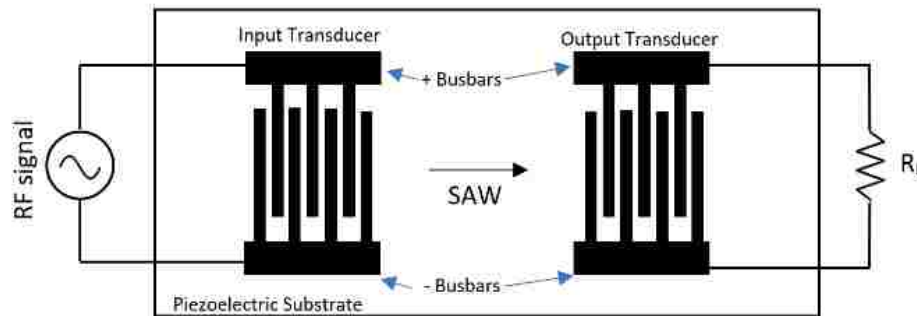 Input Transducer
Output Transducer
+ Busbars
RF signal
SAW
R
- Busbars
Piezoelectric Substrate